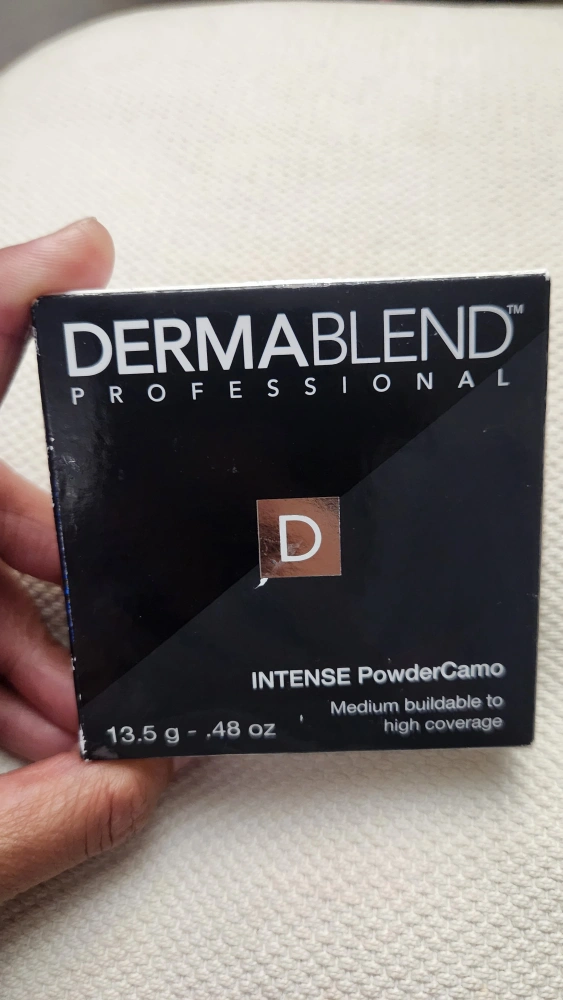 DERMABLEND™
PROFESSIONAL
D
INTENSE PowderCamo
Medium buildable to
high coverage
13.5 g - .48 oz